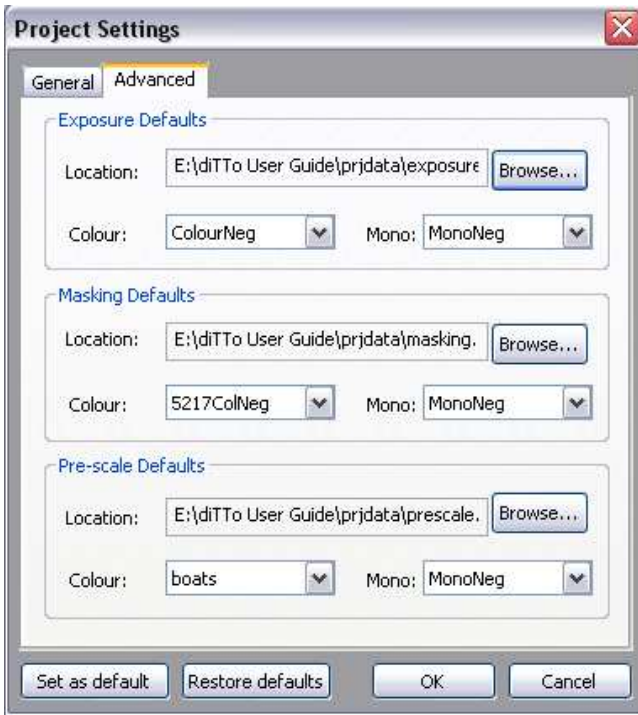 Project Settings
General Advanced
Exposure Defaults
Location: E:\diTTo User Guide\prjdata\exposure Browse...
Colour: ColourNeg Mono: MonoNeg
Masking Defaults
Location: E:\diTTo User Guide\prjdata\masking. Browse...
Colour: 5217ColNeg Mono: MonoNeg
Pre-scale Defaults
Location: E:\diTTo User Guide\prjdata\prescale. Browse...
Colour: boats Mono: MonoNeg
Set as default Restore defaults OK Cancel